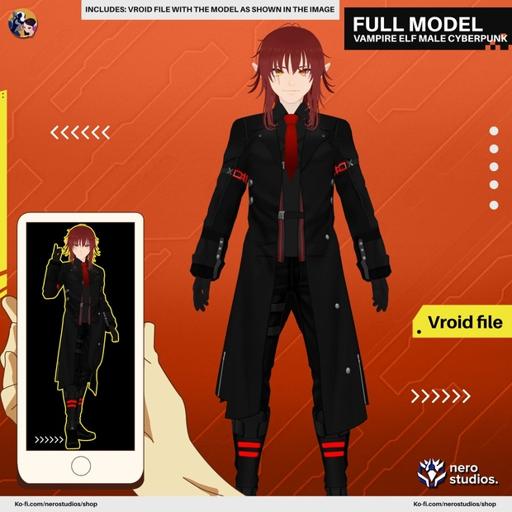 INCLUDES: VROID FILE WITH THE MODEL AS SHOWN IN THE IMAGE
FULL MODEL
VAMPIRE ELF MALE CYBERPUNK
Vroid file
nero
studios.
Ko-fi.com/nerostudios/shop
Ko-fi.com/nerostudios/shop